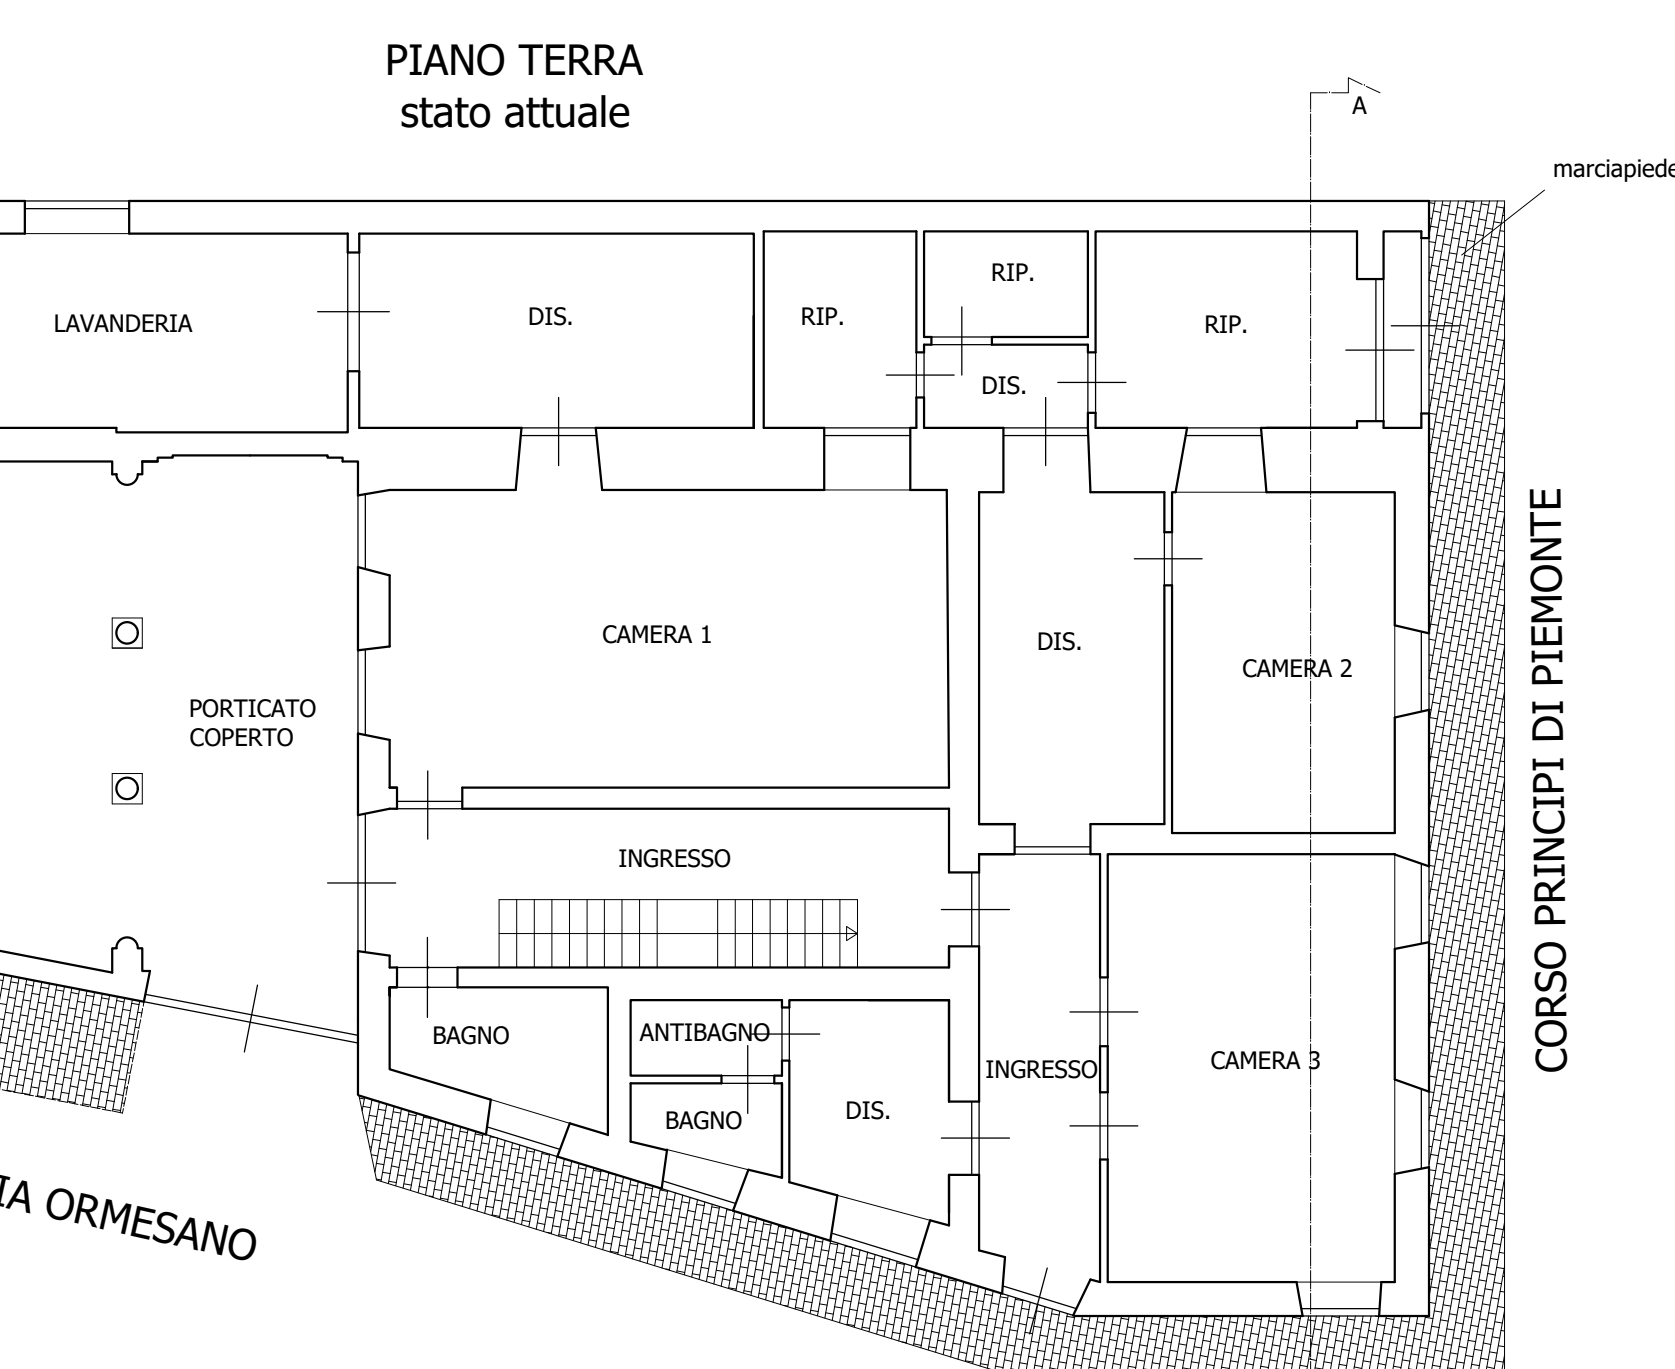 PIANO TERRA
stato attuale
A
marciapiede
RIP.
LAVANDERIA
DIS.
RIP.
RIP.
DIS.
CAMERA 1
DIS.
CAMERA 2
CORSO PRINCIPI DI PIEMONTE
PORTICATO
COPERTO
INGRESSO
BAGNO
ANTIBAGNO
INGRESSO
CAMERA 3
BAGNO
DIS.
IA ORMESANO